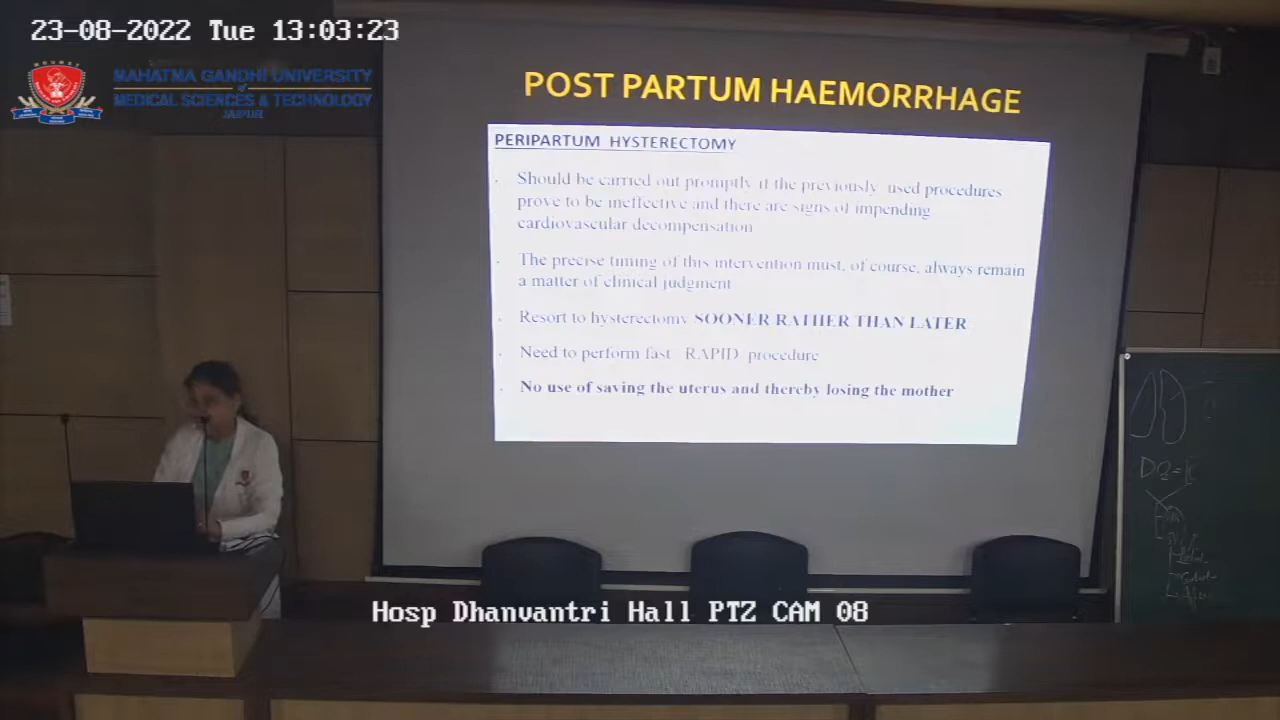 23-08-2022 Tue 13:03:23
MAHATMA GANDHI UNIVERSITY
of
MEDICAL SCIENCES & TECHNOLOGY
JAIPUR
POST PARTUM HAEMORRHAGE
PERIPARTUM HYSTERECTOMY
. Should be carried out promptly if the previously used procedures
prove to be ineffective and there are signs of impending
cardiovascular decompensation
. The precise timing of this intervention must, of course, always remain
a matter of clinical judgment
. Resort to hysterectomy SOONER RATHER THAN LATER
. Need to perform fast RAPID procedure
. No use of saving the uterus and thereby losing the mother
Hosp Dhanvantri Hall PTZ CAM 08